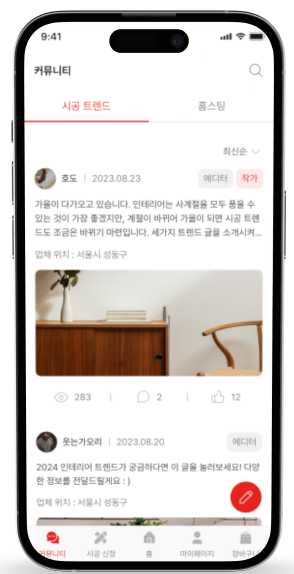 9:41
커뮤니티
시공 트렌드 홈스팅
최신순
호도 | 2023.08.23 에디터 작가
가을이 다가오고 있습니다. 인테리어는 사계절을 모두 품을 수
있는 것이 가장 좋겠지만, 계절이 바뀌어 가을이 되면 시공 트렌
드도 조금은 바뀌기 마련입니다. 세가지 트렌드 글을 소개시켜...
업체 위치 : 서울시 성동구
283 | 2 | 12
웃는가오리 | 2023.08.20 에디터
2024 인테리어 트렌드가 궁금하다면 이 글을 눌러보세요! 다양
한 정보를 전달드릴게요 : )
업체 위치 : 서울시 성동구
커뮤니티 시공 신청 홈 마이페이지 장바구니